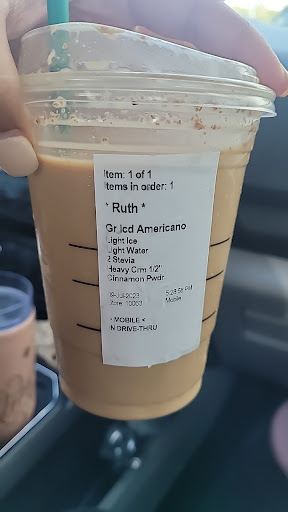 Item: 1 of 1
Items in order: 1
* Ruth *
Gr Icd Americano
Light Ice
Light Water
2 Stevia
Heavy Crm 1/2"
Cinnamon Pwdr
Mobile
MOBILE <
DRIVE-THRU